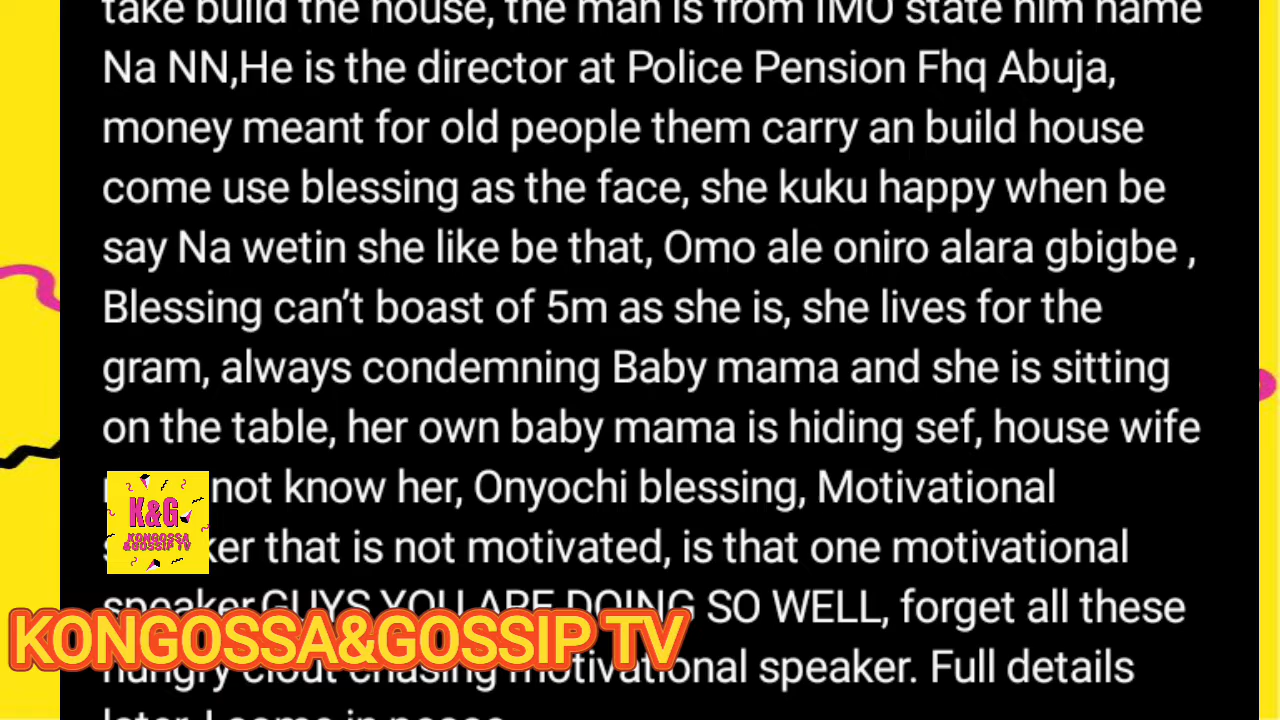 take build the house, the man is from IMO state him name
Na NN,He is the director at Police Pension Fhq Abuja,
money meant for old people them carry an build house
come use blessing as the face, she kuku happy when be
say Na wetin she like be that, Omo ale oniro alara gbigbe ,
Blessing can’t boast of 5m as she is, she lives for the
gram, always condemning Baby mama and she is sitting
on the table, her own baby mama is hiding sef, house wife
not know her, Onyochi blessing, Motivational
that is not motivated, is that one motivational
speaker,GUYS YOU ARE DOING SO WELL, forget all these
hungry clout chasing motivational speaker. Full details
later, I come in peace
K&G
KONGOSSA
&GOSSIP TV
KONGOSSA&GOSSIP TV